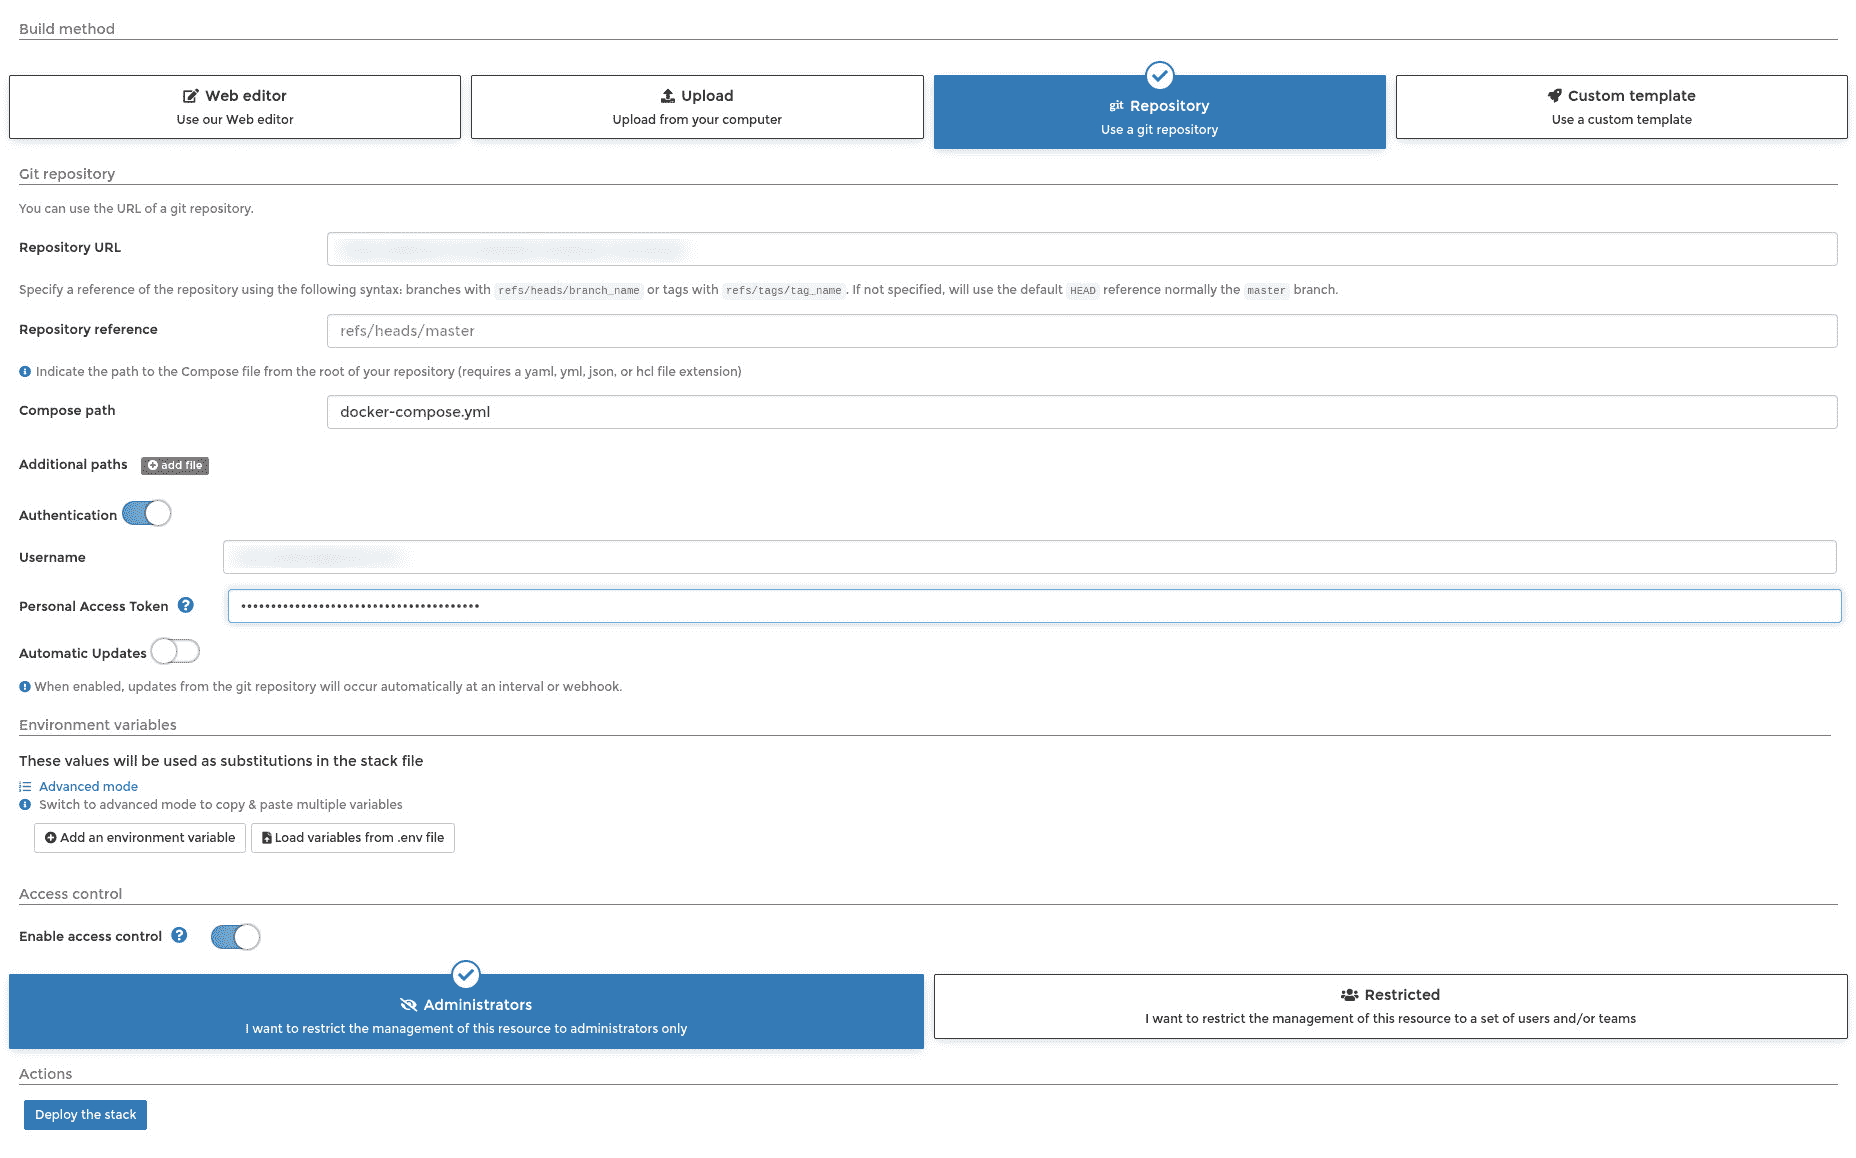 Build method
Web editor
Use our Web editor
Upload
Upload from your computer
git Repository
Use a git repository
Custom template
Use a custom template
Git repository
You can use the URL of a git repository.
Repository URL
Specify a reference of the repository using the following syntax: branches with refs/heads/branch_name or tags with refs/tags/tag_name. If not specified, will use the default HEAD reference normally the master branch.
Repository reference
refs/heads/master
Indicate the path to the Compose file from the root of your repository (requires a yaml, yml, json, or hcl file extension)
Compose path
docker-compose.yml
Additional paths
add file
Authentication
Username
Personal Access Token
Automatic Updates
When enabled, updates from the git repository will occur automatically at an interval or webhook.
Environment variables
These values will be used as substitutions in the stack file
Advanced mode
Switch to advanced mode to copy & paste multiple variables
Add an environment variable
Load variables from .env file
Access control
Enable access control
Administrators
I want to restrict the management of this resource to administrators only
Restricted
I want to restrict the management of this resource to a set of users and/or teams
Actions
Deploy the stack